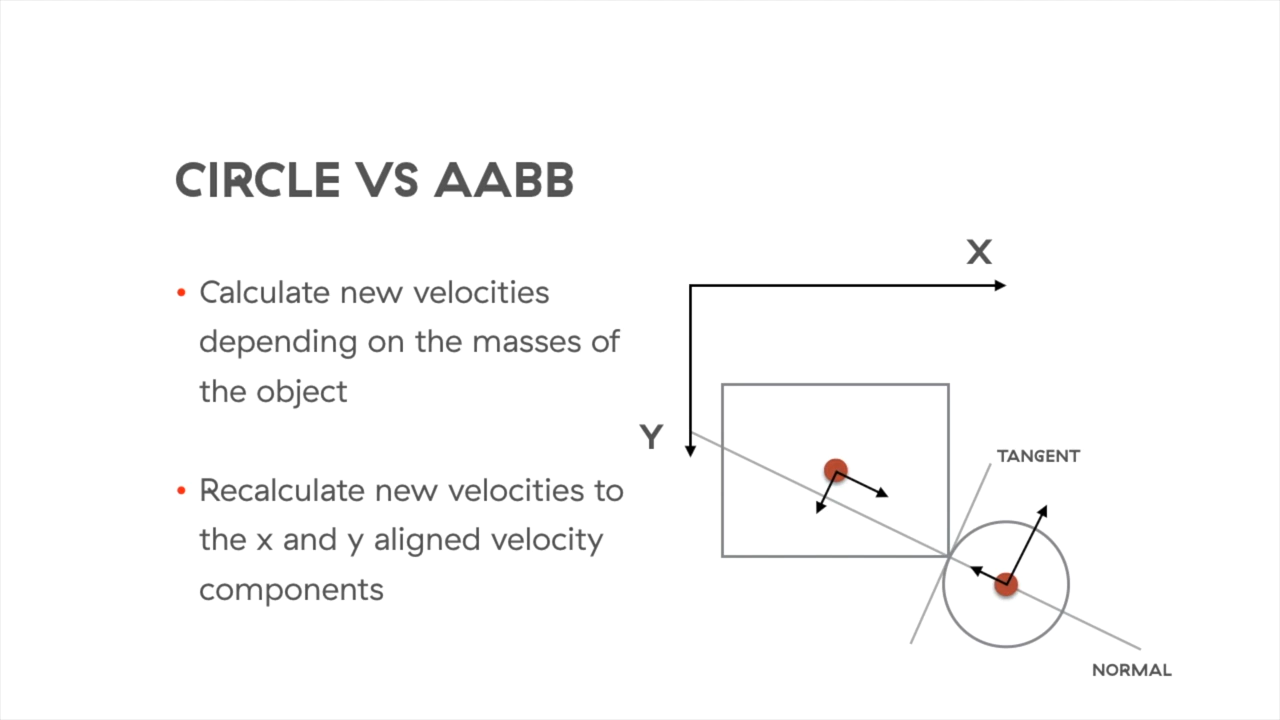 CIRCLE VS AABB
• Calculate new velocities
depending on the masses of
the object
• Recalculate new velocities to
the x and y aligned velocity
components
X
Y
TANGENT
NORMAL